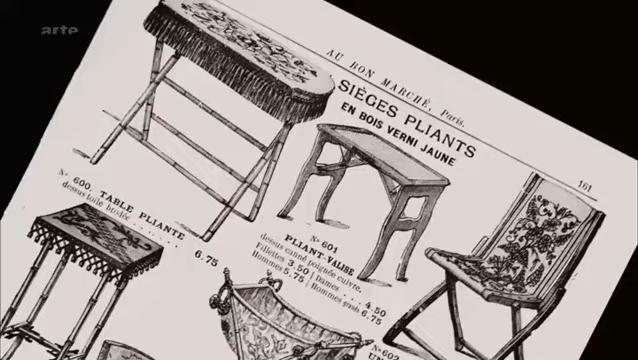 arte
AU BON MARCHÉ, Paris.
161
SIÈGES PLIANTS
EN BOIS VERNI JAUNE
No 600. TABLE PLIANTE
dessus toile brodée
6.75
No 601
PLIANT-VALISE
dessus canné poignée cuivre.
Fillettes 3.50 | Dames . . . 4.50
Hommes 5.75 | Hommes 6.75
No 602